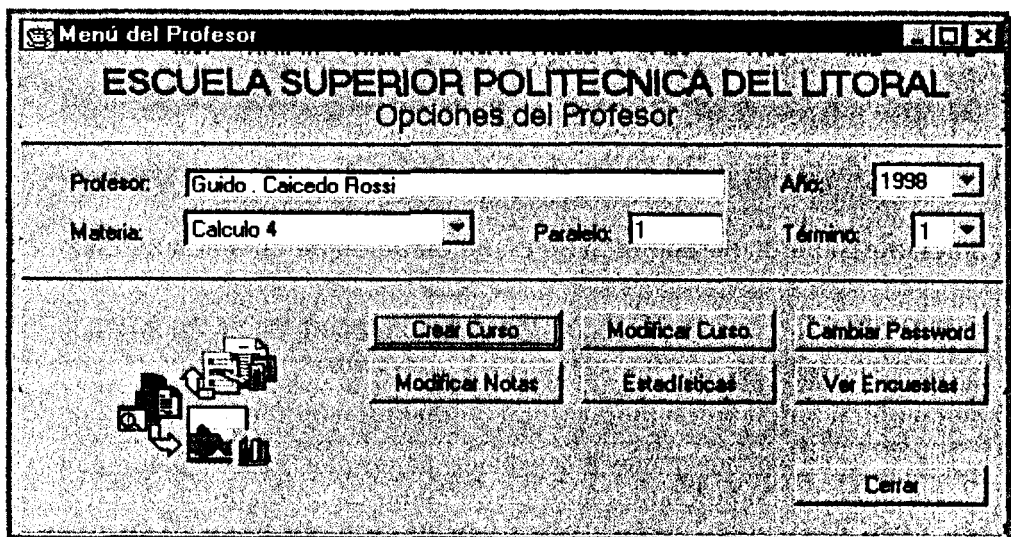 Menú del Profesor
ESCUELA SUPERIOR POLITECNICA DEL LITORAL
Opciones del Profesor
Profesor: Guido . Caicedo Rossi Año: 1998
Materia: Calculo 4 Paralelo: 1 Término: 1
Crear Curso Modificar Curso Cambiar Password
Modificar Notas Estadísticas Ver Encuestas
Cerrar